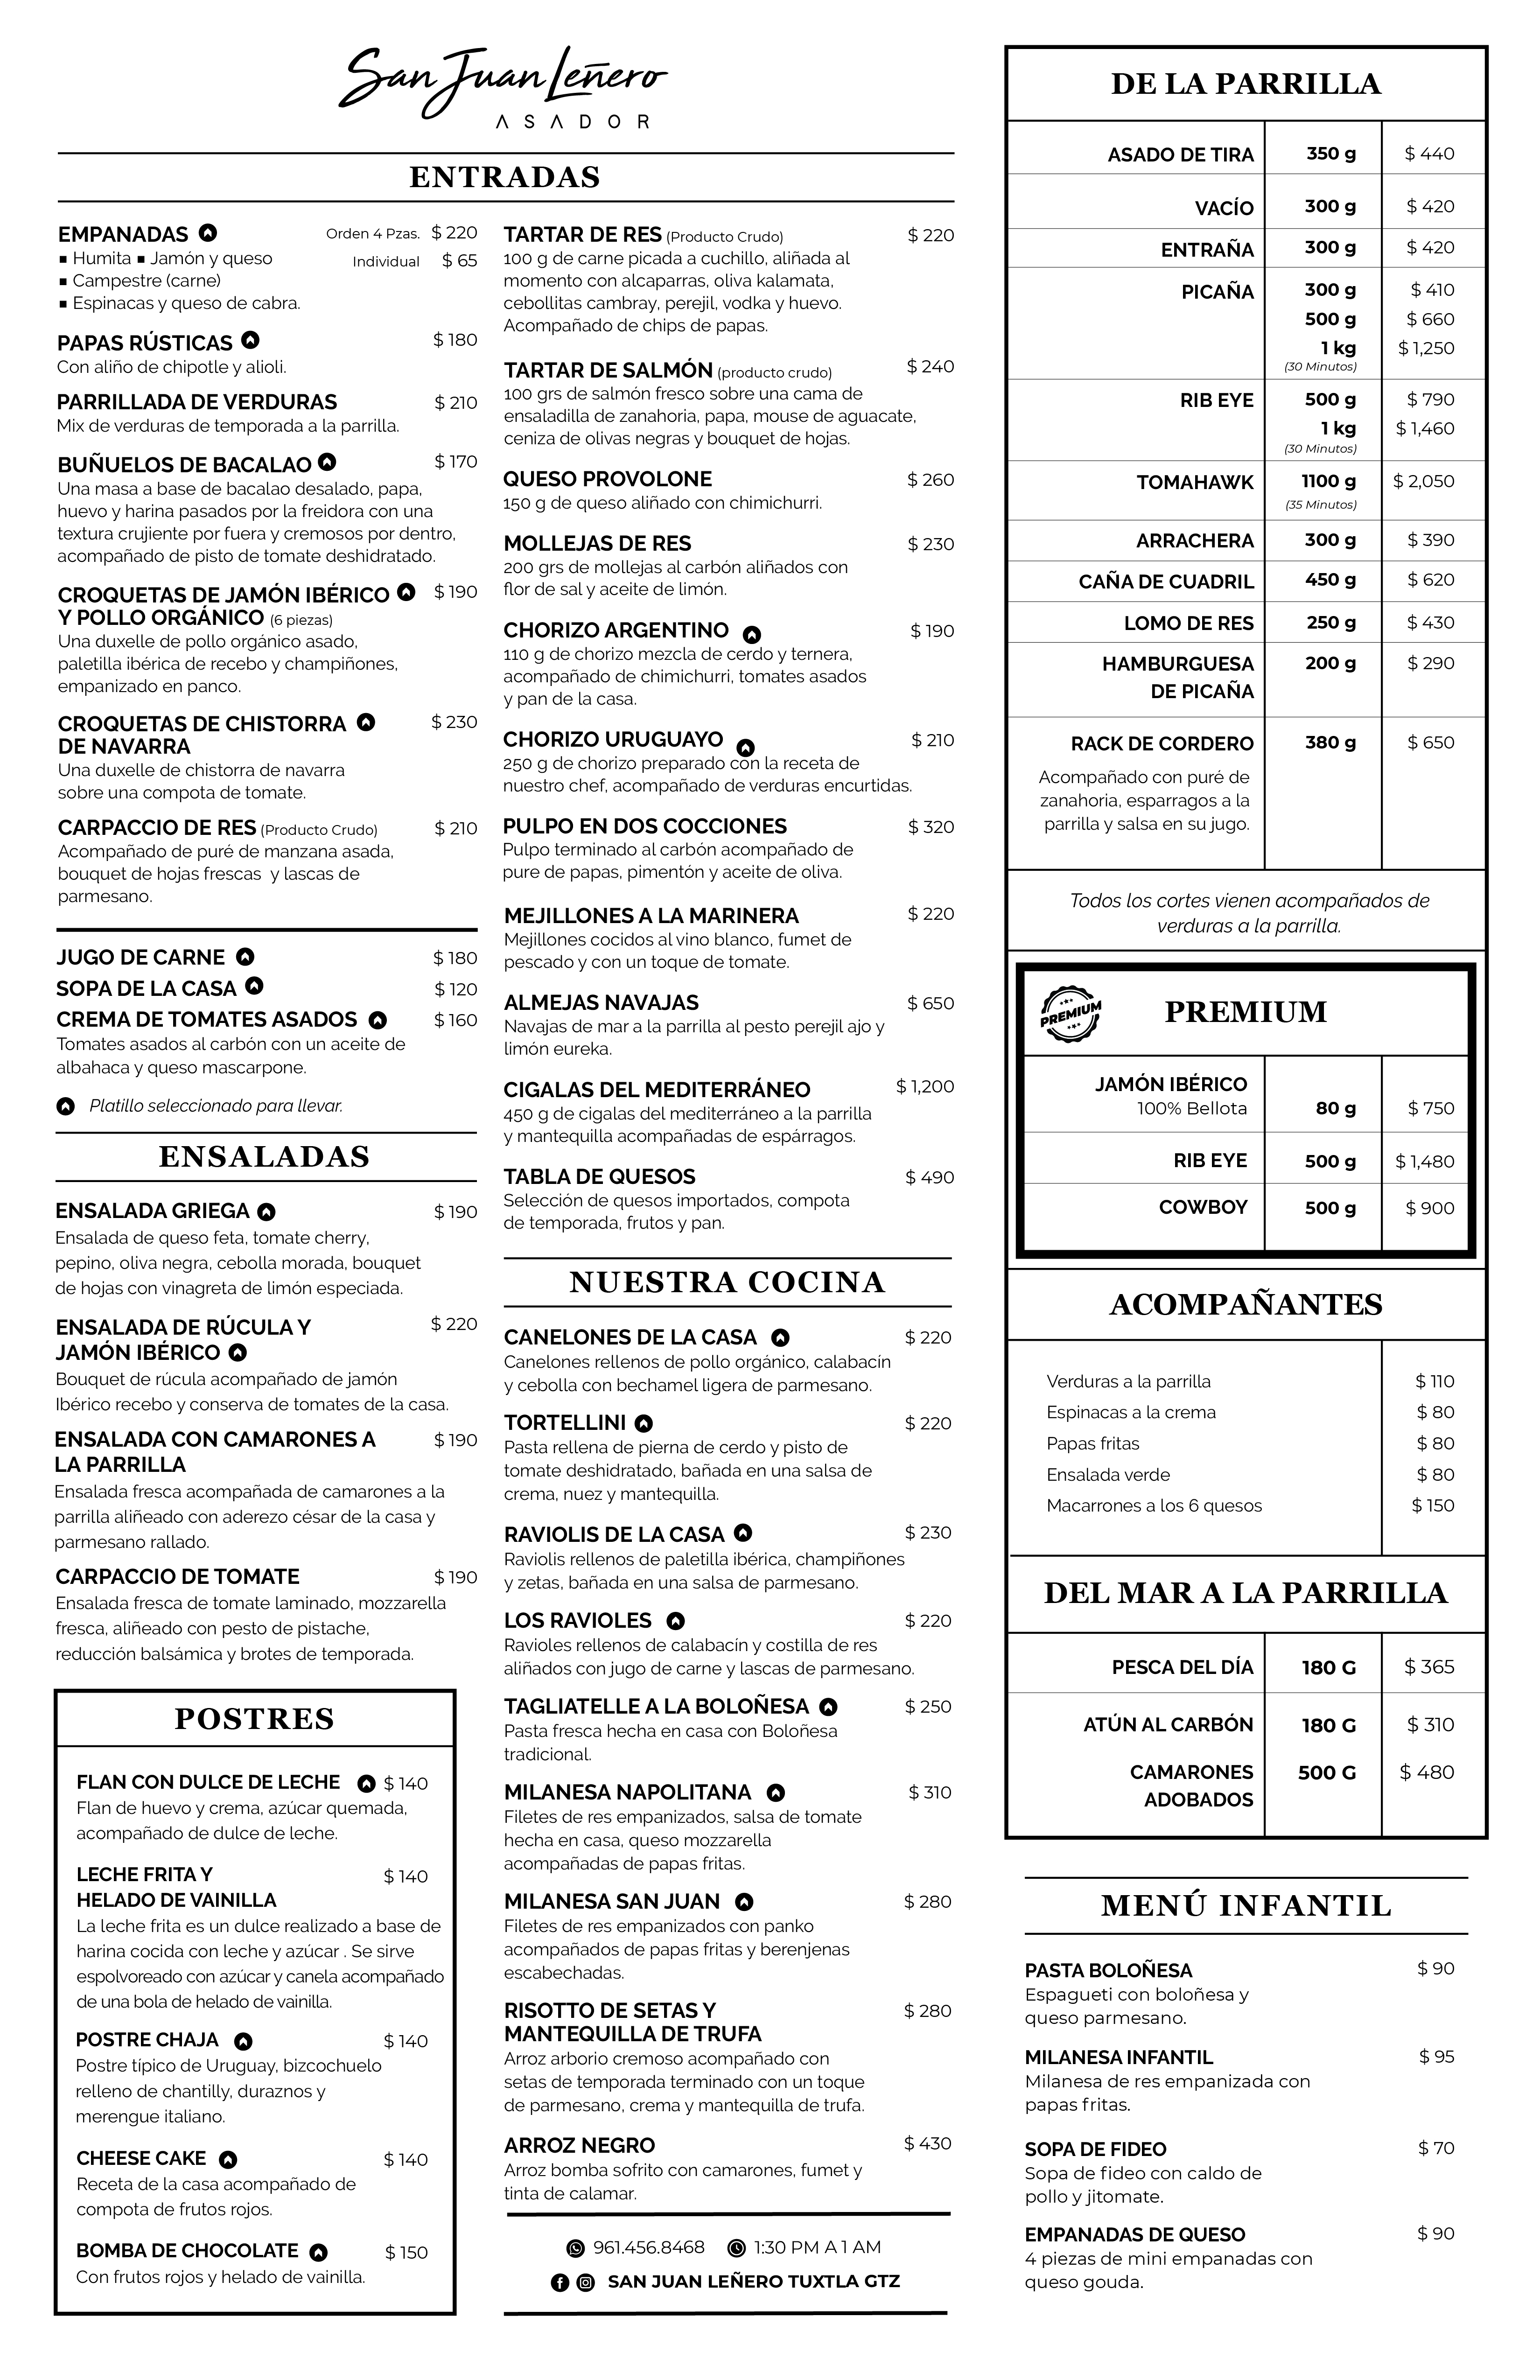 San Juan Leñero
ASADOR
ENTRADAS
EMPANADAS Orden 4 Pzas. $ 220
▪ Humita ▪ Jamón y queso Individual $ 65
▪ Campestre (carne)
▪ Espinacas y queso de cabra.
PAPAS RÚSTICAS $ 180
Con aliño de chipotle y alioli.
PARRILLADA DE VERDURAS $ 210
Mix de verduras de temporada a la parrilla.
BUÑUELOS DE BACALAO $ 170
Una masa a base de bacalao desalado, papa,
huevo y harina pasados por la freidora con una
textura crujiente por fuera y cremosos por dentro,
acompañado de pisto de tomate deshidratado.
CROQUETAS DE JAMÓN IBÉRICO $ 190
Y POLLO ORGÁNICO (6 piezas)
Una duxelle de pollo orgánico asado,
paletilla ibérica de recebo y champiñones,
empanizado en panco.
CROQUETAS DE CHISTORRA $ 230
DE NAVARRA
Una duxelle de chistorra de navarra
sobre una compota de tomate.
CARPACCIO DE RES (Producto Crudo) $ 210
Acompañado de puré de manzana asada,
bouquet de hojas frescas y lascas de
parmesano.
JUGO DE CARNE $ 180
SOPA DE LA CASA $ 120
CREMA DE TOMATES ASADOS $ 160
Tomates asados al carbón con un aceite de
albahaca y queso mascarpone.
Platillo seleccionado para llevar.
TARTAR DE RES (Producto Crudo) $ 220
100 g de carne picada a cuchillo, aliñada al
momento con alcaparras, oliva kalamata,
cebollitas cambray, perejil, vodka y huevo.
Acompañado de chips de papas.
TARTAR DE SALMÓN (producto crudo) $ 240
100 grs de salmón fresco sobre una cama de
ensaladilla de zanahoria, papa, mouse de aguacate,
ceniza de olivas negras y bouquet de hojas.
QUESO PROVOLONE $ 260
150 g de queso aliñado con chimichurri.
MOLLEJAS DE RES $ 230
200 grs de mollejas al carbón aliñados con
flor de sal y aceite de limón.
CHORIZO ARGENTINO $ 190
110 g de chorizo mezcla de cerdo y ternera,
acompañado de chimichurri, tomates asados
y pan de la casa.
CHORIZO URUGUAYO $ 210
250 g de chorizo preparado con la receta de
nuestro chef, acompañado de verduras encurtidas.
PULPO EN DOS COCCIONES $ 320
Pulpo terminado al carbón acompañado de
pure de papas, pimentón y aceite de oliva.
MEJILLONES A LA MARINERA $ 220
Mejillones cocidos al vino blanco, fumet de
pescado y con un toque de tomate.
ALMEJAS NAVAJAS $ 650
Navajas de mar a la parrilla al pesto perejil ajo y
limón eureka.
CIGALAS DEL MEDITERRÁNEO $ 1,200
450 g de cigalas del mediterráneo a la parrilla
y mantequilla acompañadas de espárragos.
TABLA DE QUESOS $ 490
Selección de quesos importados, compota
de temporada, frutos y pan.
ENSALADAS
ENSALADA GRIEGA $ 190
Ensalada de queso feta, tomate cherry,
pepino, oliva negra, cebolla morada, bouquet
de hojas con vinagreta de limón especiada.
ENSALADA DE RÚCULA Y $ 220
JAMÓN IBÉRICO
Bouquet de rúcula acompañado de jamón
Ibérico recebo y conserva de tomates de la casa.
ENSALADA CON CAMARONES A $ 190
LA PARRILLA
Ensalada fresca acompañada de camarones a la
parrilla aliñeado con aderezo césar de la casa y
parmesano rallado.
CARPACCIO DE TOMATE $ 190
Ensalada fresca de tomate laminado, mozzarella
fresca, aliñeado con pesto de pistache,
reducción balsámica y brotes de temporada.
POSTRES
FLAN CON DULCE DE LECHE $ 140
Flan de huevo y crema, azúcar quemada,
acompañado de dulce de leche.
LECHE FRITA Y $ 140
HELADO DE VAINILLA
La leche frita es un dulce realizado a base de
harina cocida con leche y azúcar . Se sirve
espolvoreado con azúcar y canela acompañado
de una bola de helado de vainilla.
POSTRE CHAJA $ 140
Postre típico de Uruguay, bizcochuelo
relleno de chantilly, duraznos y
merengue italiano.
CHEESE CAKE $ 140
Receta de la casa acompañado de
compota de frutos rojos.
BOMBA DE CHOCOLATE $ 150
Con frutos rojos y helado de vainilla.
NUESTRA COCINA
CANELONES DE LA CASA $ 220
Canelones rellenos de pollo orgánico, calabacín
y cebolla con bechamel ligera de parmesano.
TORTELLINI $ 220
Pasta rellena de pierna de cerdo y pisto de
tomate deshidratado, bañada en una salsa de
crema, nuez y mantequilla.
RAVIOLIS DE LA CASA $ 230
Raviolis rellenos de paletilla ibérica, champiñones
y zetas, bañada en una salsa de parmesano.
LOS RAVIOLES $ 220
Ravioles rellenos de calabacín y costilla de res
aliñados con jugo de carne y lascas de parmesano.
TAGLIATELLE A LA BOLOÑESA $ 250
Pasta fresca hecha en casa con Boloñesa
tradicional.
MILANESA NAPOLITANA $ 310
Filetes de res empanizados, salsa de tomate
hecha en casa, queso mozzarella
acompañadas de papas fritas.
MILANESA SAN JUAN $ 280
Filetes de res empanizados con panko
acompañados de papas fritas y berenjenas
escabechadas.
RISOTTO DE SETAS Y $ 280
MANTEQUILLA DE TRUFA
Arroz arborio cremoso acompañado con
setas de temporada terminado con un toque
de parmesano, crema y mantequilla de trufa.
ARROZ NEGRO $ 430
Arroz bomba sofrito con camarones, fumet y
tinta de calamar.
961.456.8468 1:30 PM A 1 AM
SAN JUAN LEÑERO TUXTLA GTZ
DE LA PARRILLA
ASADO DE TIRA 350 g $ 440
VACÍO 300 g $ 420
ENTRAÑA 300 g $ 420
PICAÑA 300 g $ 410
500 g $ 660
1 kg $ 1,250
(30 Minutos)
RIB EYE 500 g $ 790
1 kg $ 1,460
(30 Minutos)
TOMAHAWK 1100 g $ 2,050
(35 Minutos)
ARRACHERA 300 g $ 390
CAÑA DE CUADRIL 450 g $ 620
LOMO DE RES 250 g $ 430
HAMBURGUESA 200 g $ 290
DE PICAÑA
RACK DE CORDERO 380 g $ 650
Acompañado con puré de
zanahoria, esparragos a la
parrilla y salsa en su jugo.
Todos los cortes vienen acompañados de
verduras a la parrilla.
PREMIUM PREMIUM
JAMÓN IBÉRICO
100% Bellota 80 g $ 750
RIB EYE 500 g $ 1,480
COWBOY 500 g $ 900
ACOMPAÑANTES
Verduras a la parrilla $ 110
Espinacas a la crema $ 80
Papas fritas $ 80
Ensalada verde $ 80
Macarrones a los 6 quesos $ 150
DEL MAR A LA PARRILLA
PESCA DEL DÍA 180 G $ 365
ATÚN AL CARBÓN 180 G $ 310
CAMARONES 500 G $ 480
ADOBADOS
MENÚ INFANTIL
PASTA BOLOÑESA $ 90
Espagueti con boloñesa y
queso parmesano.
MILANESA INFANTIL $ 95
Milanesa de res empanizada con
papas fritas.
SOPA DE FIDEO $ 70
Sopa de fideo con caldo de
pollo y jitomate.
EMPANADAS DE QUESO $ 90
4 piezas de mini empanadas con
queso gouda.